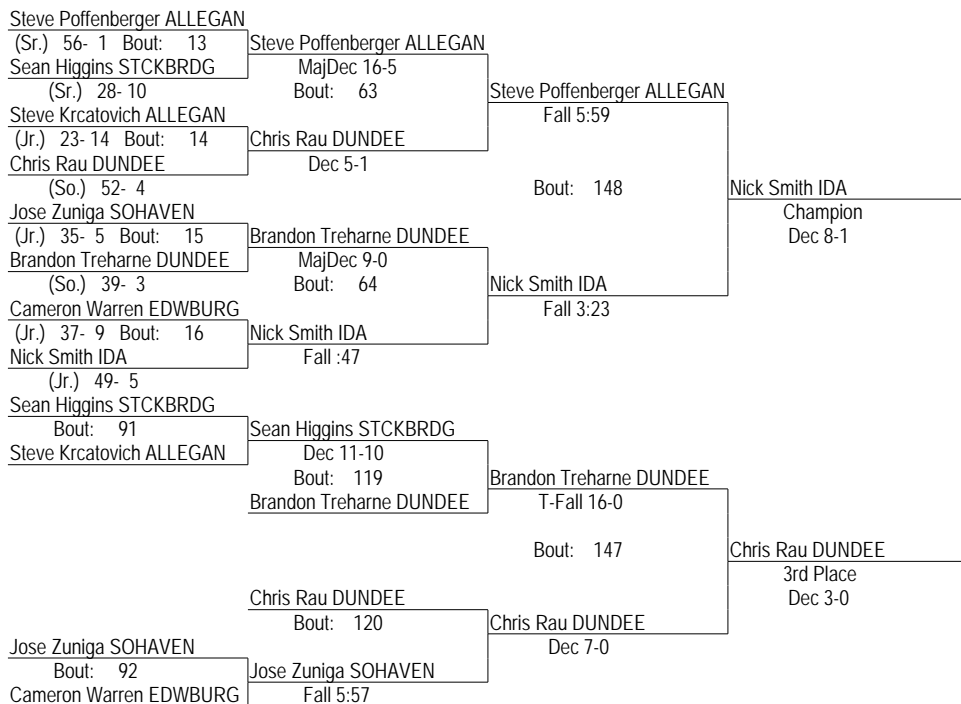 Steve Poffenberger ALLEGAN
(Sr.) 56- 1 Bout: 13
Steve Poffenberger ALLEGAN
Sean Higgins STCKBRDG
MajDec 16-5
(Sr.) 28- 10
Bout: 63
Steve Poffenberger ALLEGAN
Steve Krcatovich ALLEGAN
Fall 5:59
(Jr.) 23- 14 Bout: 14
Chris Rau DUNDEE
Chris Rau DUNDEE
Dec 5-1
(So.) 52- 4
Bout: 148
Nick Smith IDA
Jose Zuniga SOHAVEN
Champion
(Jr.) 35- 5 Bout: 15
Brandon Treharne DUNDEE
Dec 8-1
Brandon Treharne DUNDEE
MajDec 9-0
(So.) 39- 3
Bout: 64
Nick Smith IDA
Cameron Warren EDWBURG
Fall 3:23
(Jr.) 37- 9 Bout: 16
Nick Smith IDA
Nick Smith IDA
Fall :47
(Jr.) 49- 5
Sean Higgins STCKBRDG
Bout: 91
Sean Higgins STCKBRDG
Steve Krcatovich ALLEGAN
Dec 11-10
Bout: 119
Brandon Treharne DUNDEE
Brandon Treharne DUNDEE
T-Fall 16-0
Bout: 147
Chris Rau DUNDEE
3rd Place
Chris Rau DUNDEE
Dec 3-0
Bout: 120
Chris Rau DUNDEE
Jose Zuniga SOHAVEN
Dec 7-0
Bout: 92
Jose Zuniga SOHAVEN
Cameron Warren EDWBURG
Fall 5:57